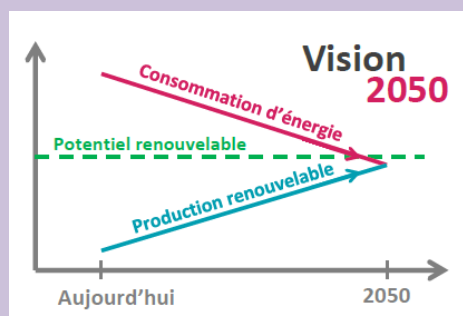 Vision
2050
Consommation d'énergie
Potentiel renouvelable
Production renouvelable
Aujourd'hui
2050